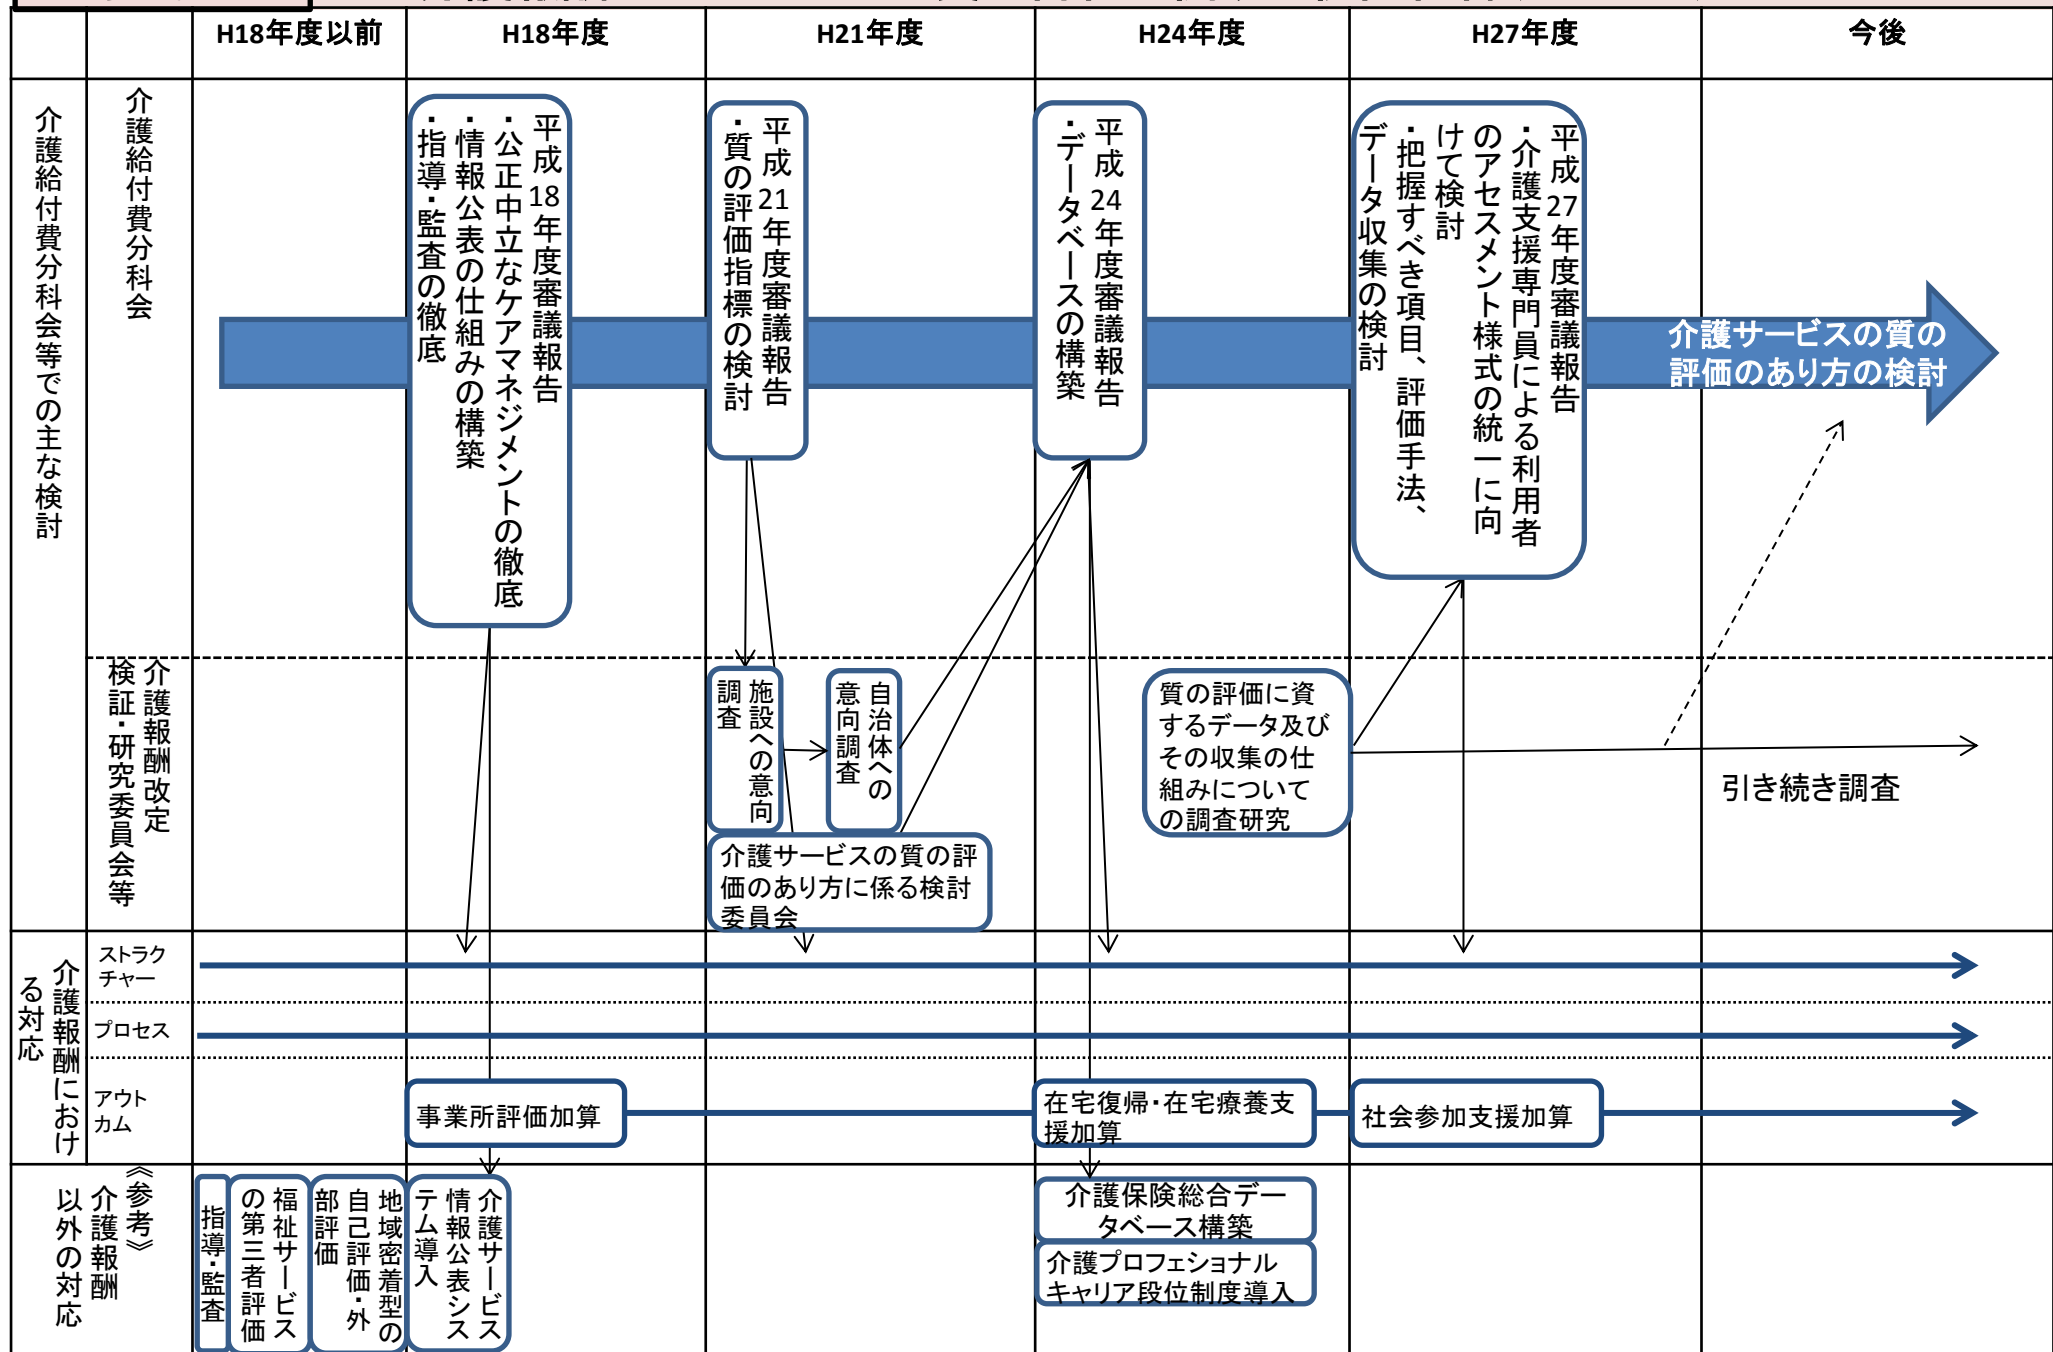 H18年度以前
H18年度
H21年度
H24年度
H27年度
今後
介護給付費分科会等での主な検討
介護給付費分科会
平成18年度審議報告
・公正中立なケアマネジメントの徹底
・情報公表の仕組みの構築
・指導・監査の徹底
平成21年度審議報告
・質の評価指標の検討
平成24年度審議報告
・データベースの構築
平成27年度審議報告
・介護支援専門員による利用者
のアセスメント様式の統一に向
けて検討
・把握すべき項目、評価手法、
データ収集の検討
介護サービスの質の
評価のあり方の検討
介護報酬改定
検証・研究委員会等
施設への意向
調査
自治体への
意向調査
介護サービスの質の評
価のあり方に係る検討
委員会
質の評価に資
するデータ及び
その収集の仕
組みについて
の調査研究
引き続き調査
介護報酬におけ
る対応
ストラク
チャー
プロセス
アウト
カム
事業所評価加算
在宅復帰・在宅療養支
援加算
社会参加支援加算
《参考》
介護報酬
以外の対応
指導・監査
福祉サービス
の第三者評価
地域密着型の
自己評価・外
部評価
介護サービス
情報公表シス
テム導入
介護保険総合デー
タベース構築
介護プロフェショナル
キャリア段位制度導入